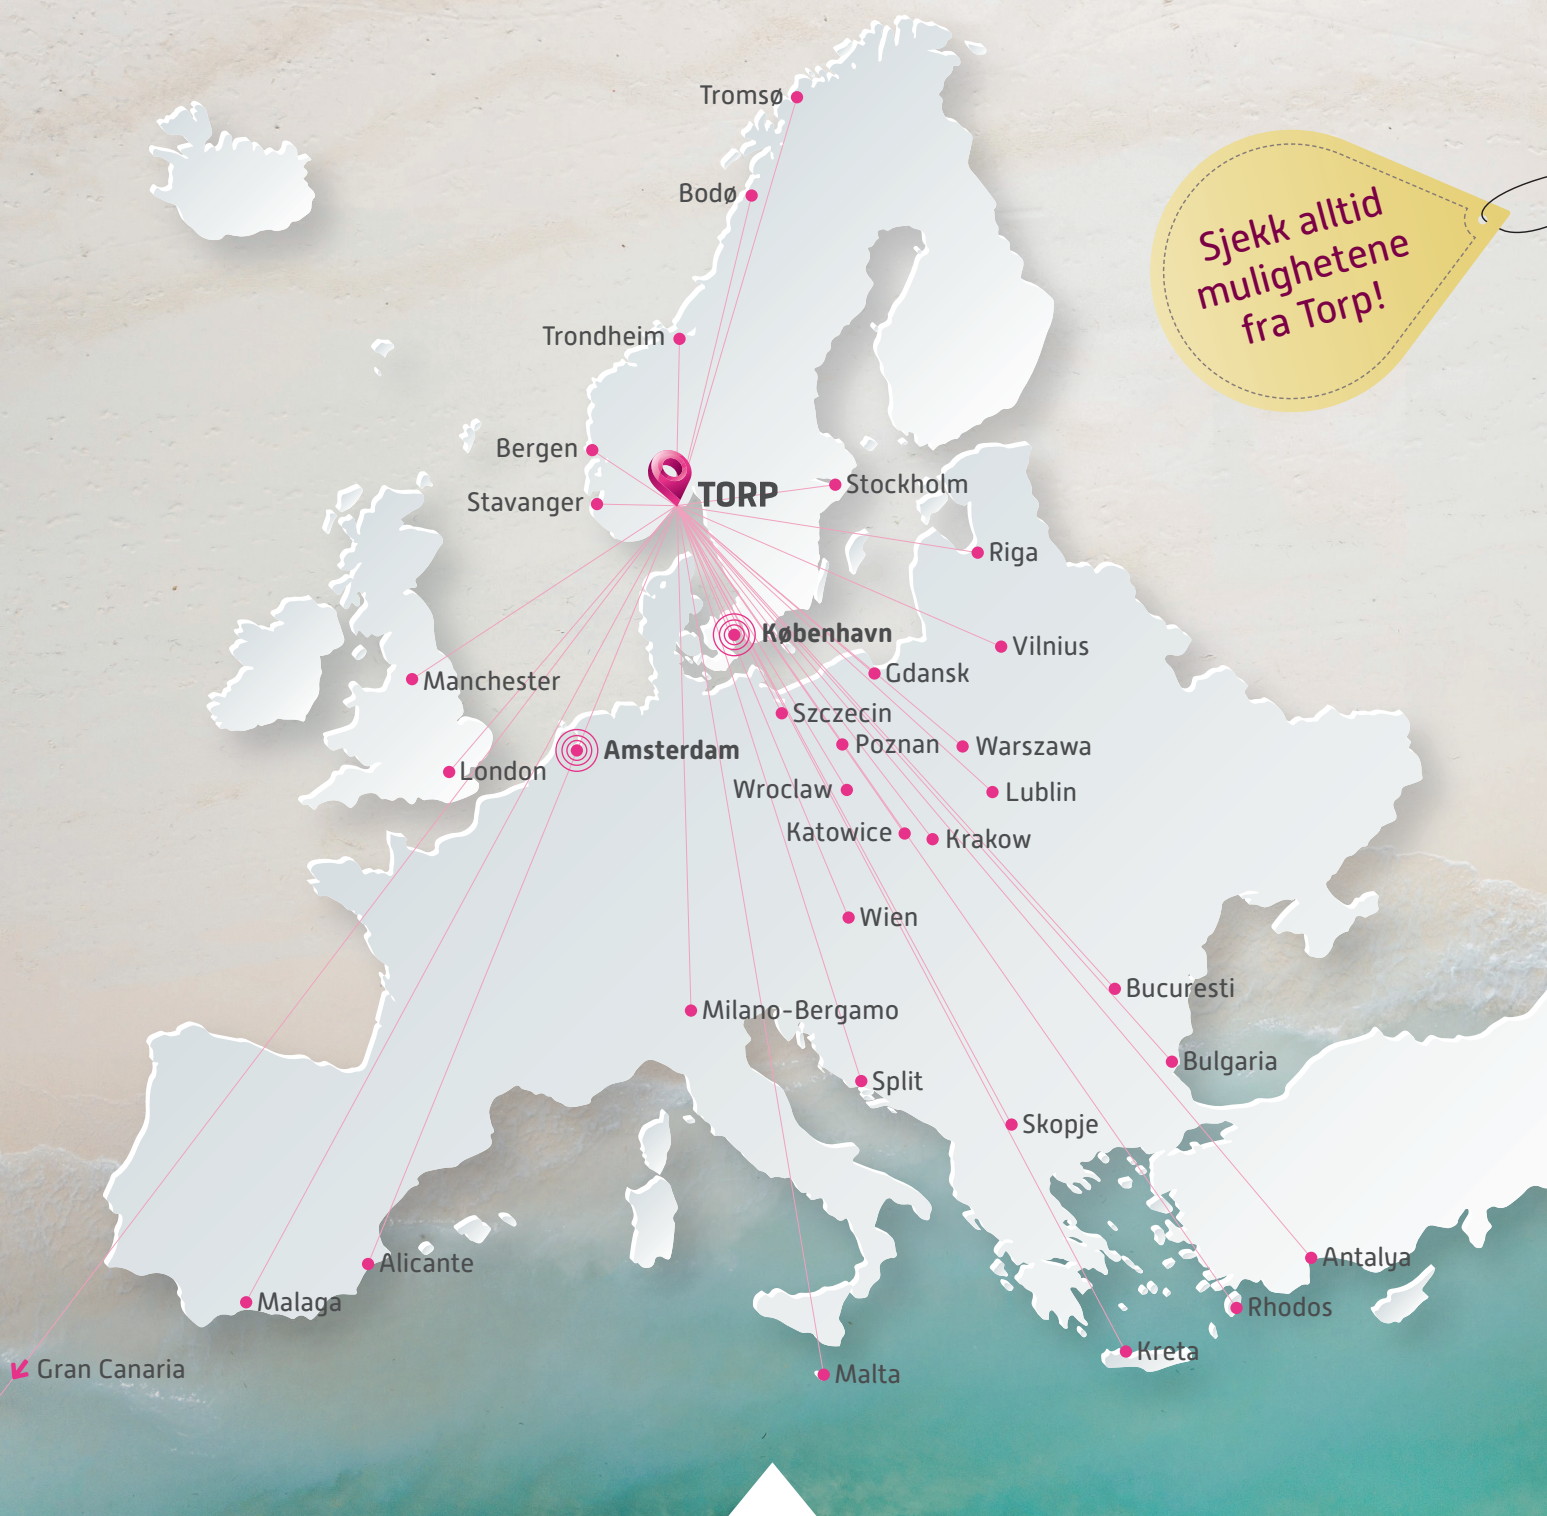 Tromsø
Bodø
Sjekk alltid
mulighetene
fra Torp!
Trondheim
Bergen
Stavanger
TORP
Stockholm
Riga
København
Vilnius
Gdansk
Manchester
Szczecin
Amsterdam
Poznan
Warszawa
London
Wroclaw
Lublin
Katowice
Krakow
Wien
Bucuresti
Milano-Bergamo
Bulgaria
Split
Skopje
Alicante
Antalya
Malaga
Rhodos
Kreta
Gran Canaria
Malta